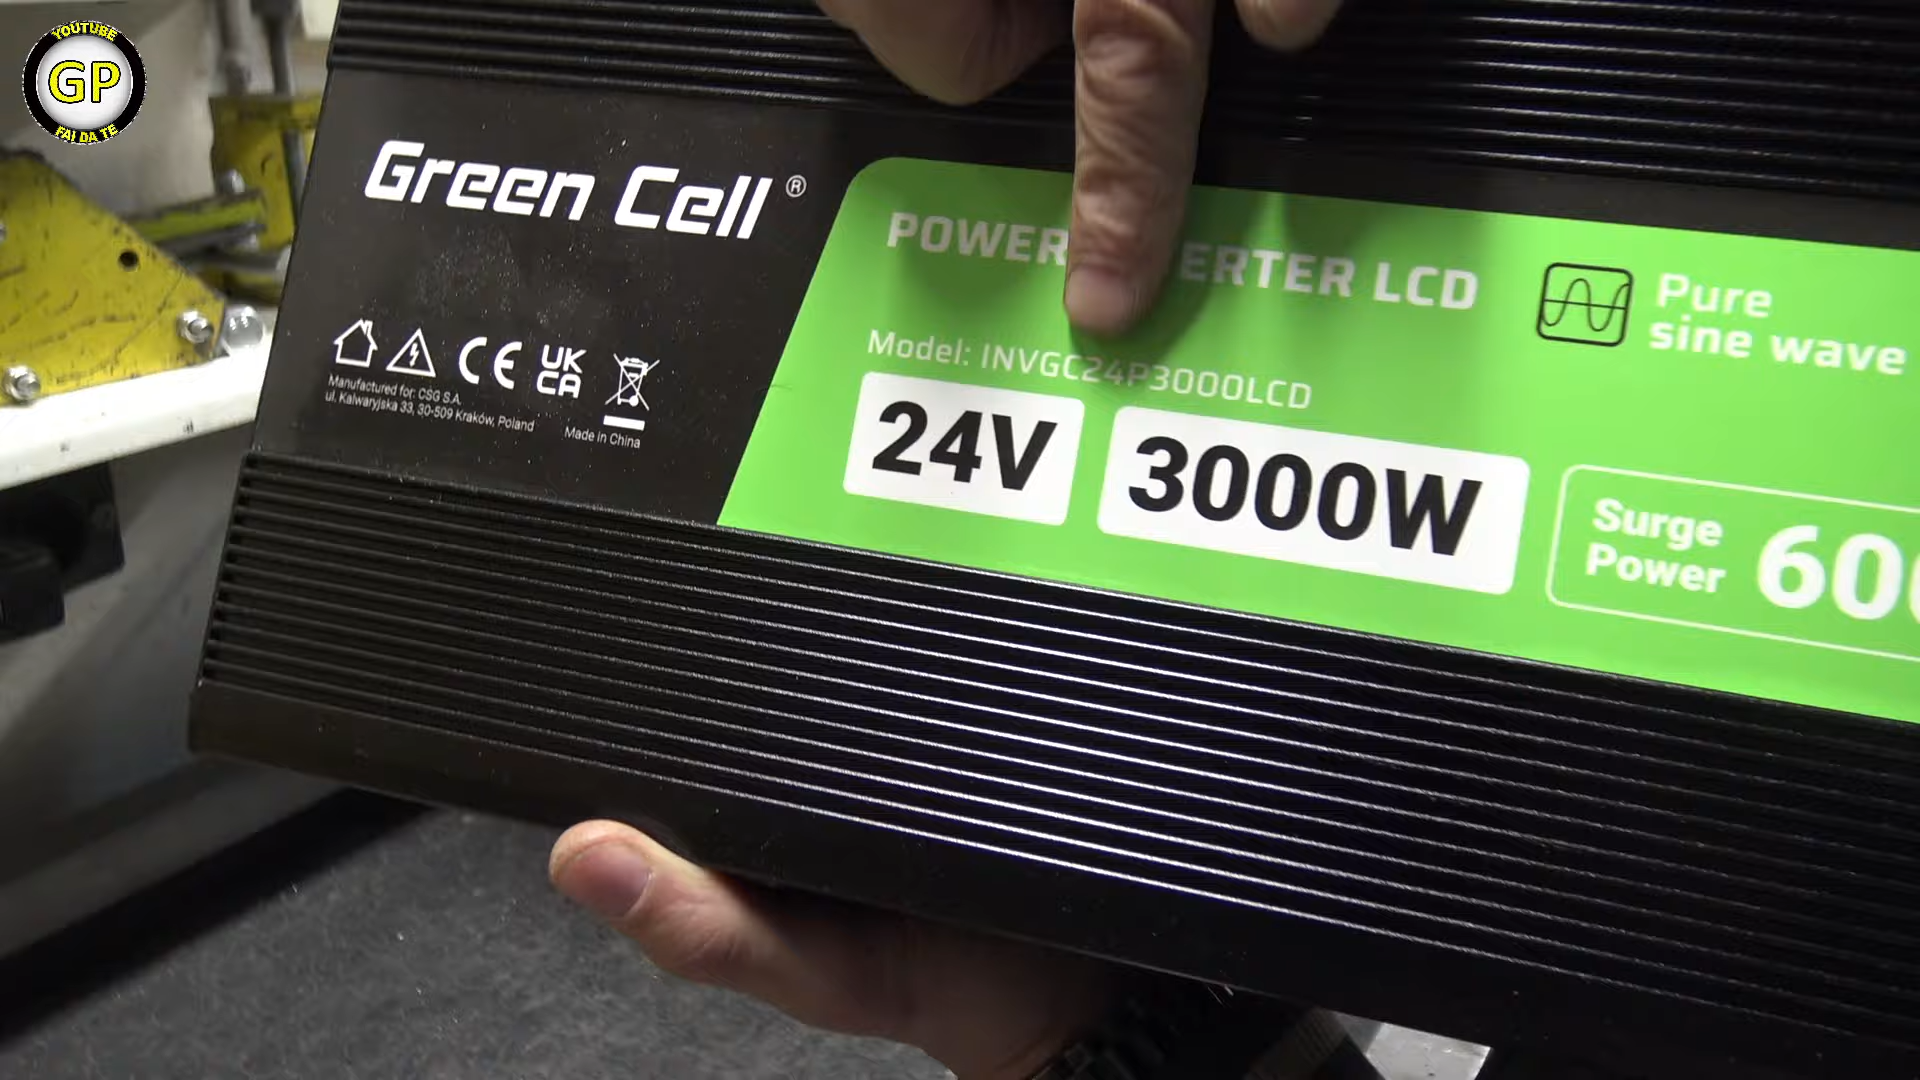 YOUTUBE
GP
FAI DA TE
Green Cell®
Manufactured for: CSG S.A.
ul. Kalwaryjska 33, 30-509 Kraków, Poland
Made in China
CE
UK
CA
POWER ERTER LCD
Model: INVGC24P3000LCD
24V
3000W
Pure
sine wave
Surge
Power
600